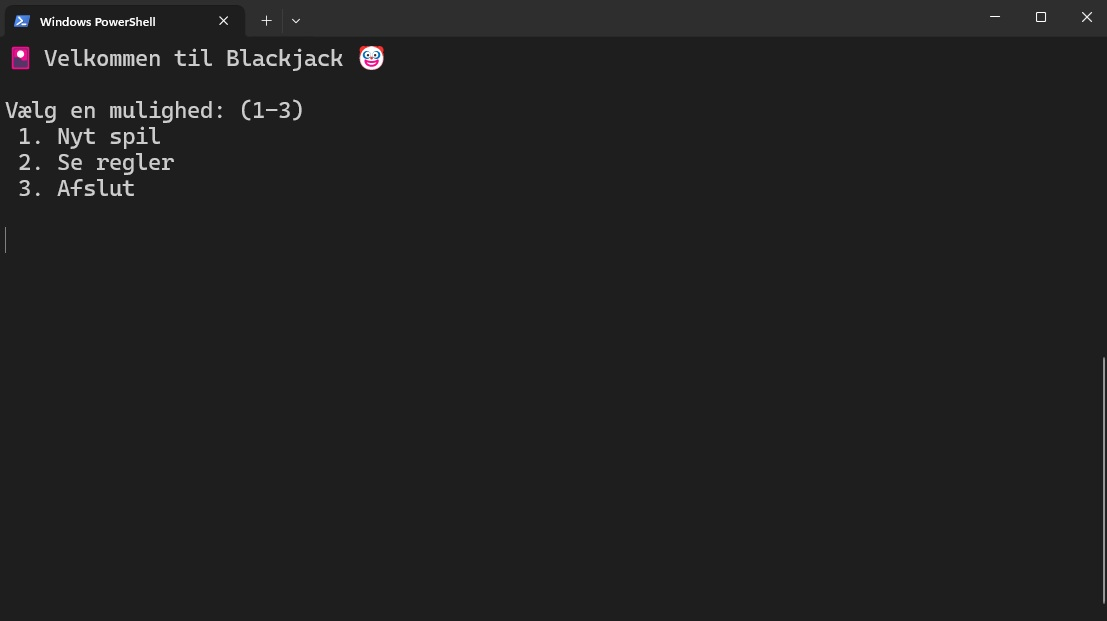 Windows PowerShell
🎴 Velkommen til Blackjack 🤡
Vælg en mulighed: (1-3)
1. Nyt spil
2. Se regler
3. Afslut